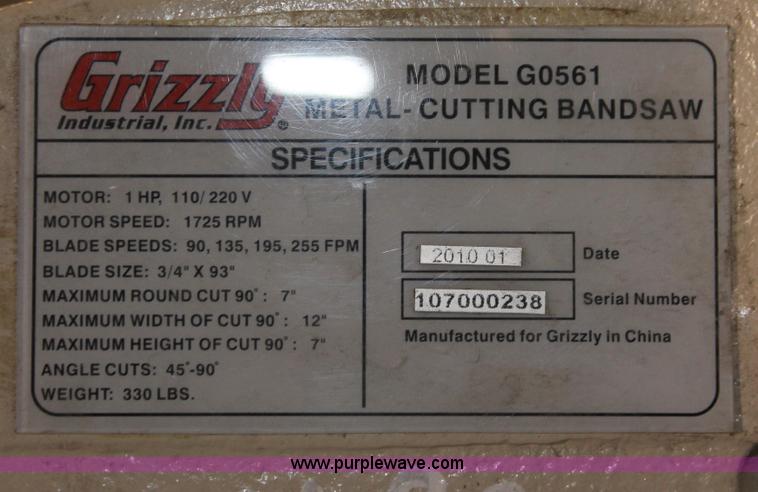 Grizzly
Industrial, Inc. ®
MODEL G0561
METAL- CUTTING BANDSAW
SPECIFICATIONS
MOTOR: 1 HP, 110/ 220 V
MOTOR SPEED: 1725 RPM
BLADE SPEEDS: 90, 135, 195, 255 FPM
BLADE SIZE: 3/4" X 93"
MAXIMUM ROUND CUT 90°: 7"
MAXIMUM WIDTH OF CUT 90°: 12"
MAXIMUM HEIGHT OF CUT 90°: 7"
ANGLE CUTS: 45°-90°
WEIGHT: 330 LBS.
2010 01 Date
107000238 Serial Number
Manufactured for Grizzly in China
www.purplewave.com